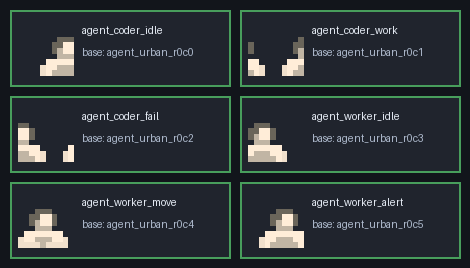 agent_coder_idle
base: agent_urban_r0c0
agent_coder_work
base: agent_urban_r0c1
agent_coder_fail
base: agent_urban_r0c2
agent_worker_idle
base: agent_urban_r0c3
agent_worker_move
base: agent_urban_r0c4
agent_worker_alert
base: agent_urban_r0c5